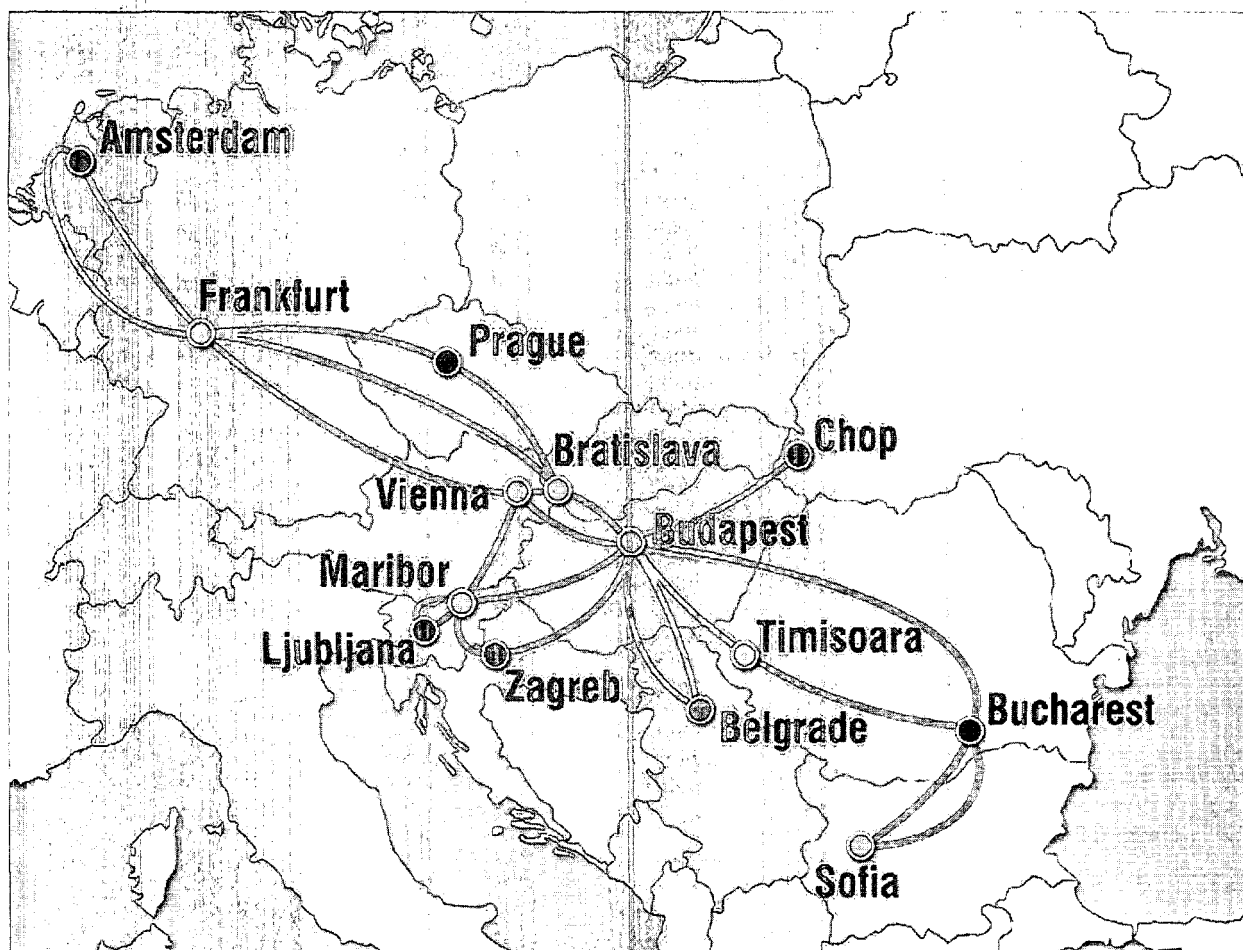 Amsterdam
Frankfurt
Prague
Chop
Bratislava
Vienna
Budapest
Maribor
Ljubljana
Timisoara
Zagreb
Belgrade
Bucharest
Sofia